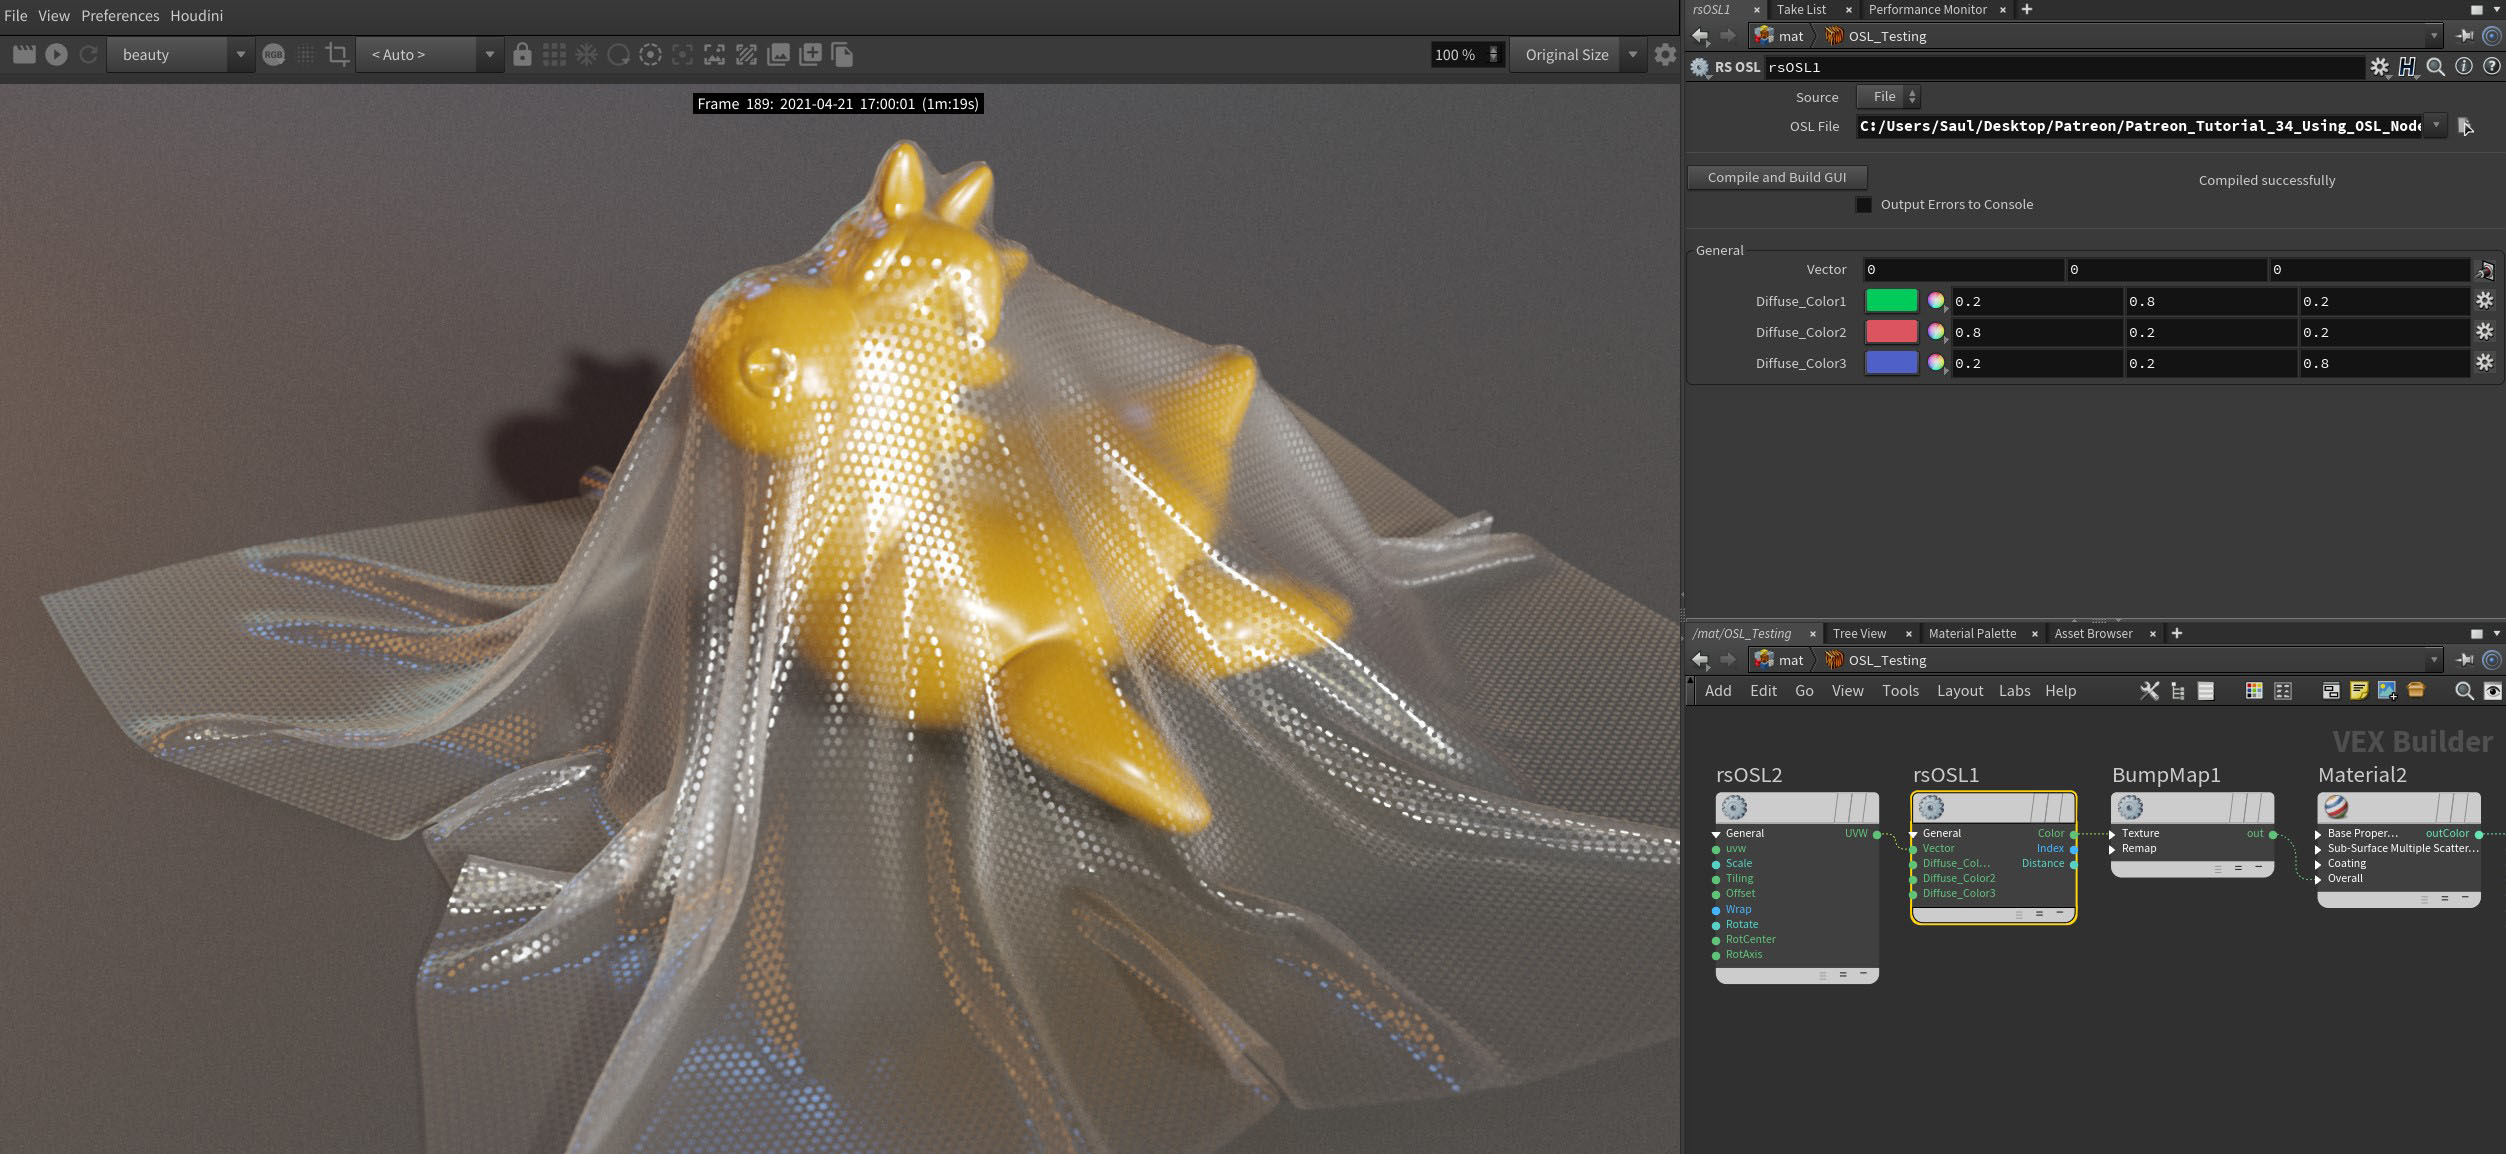 File View Preferences Houdini
beauty
RGB
< Auto >
100 %
Original Size
Frame 189: 2021-04-21 17:00:01 (1m:19s)
rsOSL1 × Take List × Performance Monitor × +
mat OSL_Testing
RS OSL rsOSL1
Source File
OSL File C:/Users/Saul/Desktop/Patreon/Patreon_Tutorial_34_Using_OSL_Node
Compile and Build GUI Compiled successfully
Output Errors to Console
General
Vector 0 0 0
Diffuse_Color1 0.2 0.8 0.2
Diffuse_Color2 0.8 0.2 0.2
Diffuse_Color3 0.2 0.2 0.8
/mat/OSL_Testing × Tree View × Material Palette × Asset Browser × +
mat OSL_Testing
Add Edit Go View Tools Layout Labs Help
VEX Builder
rsOSL2
General UVW
uvw
Scale
Tiling
Offset
Wrap
Rotate
RotCenter
RotAxis
rsOSL1
General Color
Vector Index
Diffuse_Col... Distance
Diffuse_Color2
Diffuse_Color3
BumpMap1
Texture out
Remap
Material2
Base Proper... outColor
Sub-Surface Multiple Scatter...
Coating
Overall